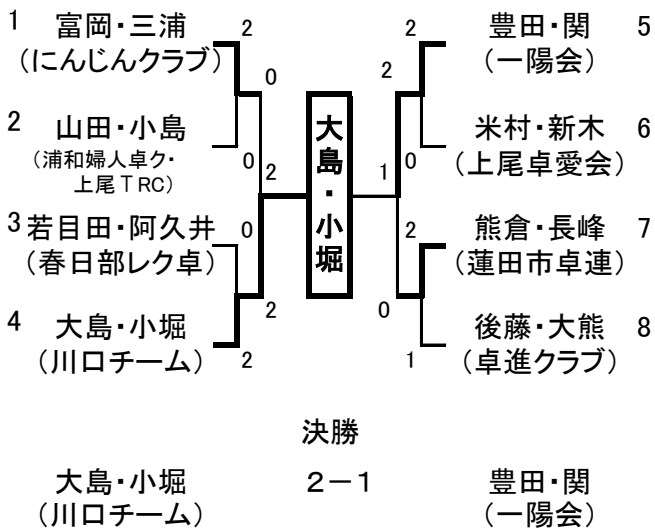 1 富岡・三浦 2
(にんじんクラブ)
0
2 山田・小島
(浦和婦人卓ク・
上尾TRC)
0
2
3 若目田・阿久井 0
(春日部レク卓)
2
4 大島・小堀
(川口チーム) 2
大島・小堀
2 豊田・関 5
(一陽会)
2
米村・新木 6
0 (上尾卓愛会)
1
2 熊倉・長峰 7
(蓮田市卓連)
0
後藤・大熊 8
1 (卓進クラブ)
決勝
大島・小堀 2-1 豊田・関
(川口チーム) (一陽会)